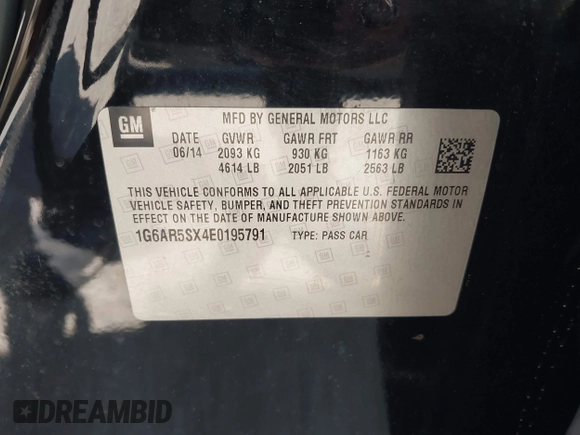 GM
MFD BY GENERAL MOTORS LLC
DATE GVWR GAWR FRT GAWR RR
06/14 2093 KG 930 KG 1163 KG
4614 LB 2051 LB 2563 LB
THIS VEHICLE CONFORMS TO ALL APPLICABLE U.S. FEDERAL MOTOR
VEHICLE SAFETY, BUMPER, AND THEFT PREVENTION STANDARDS IN
EFFECT ON THE DATE OF MANUFACTURE SHOWN ABOVE.
1G6AR5SX4E0195791 TYPE: PASS CAR
DREAMBID